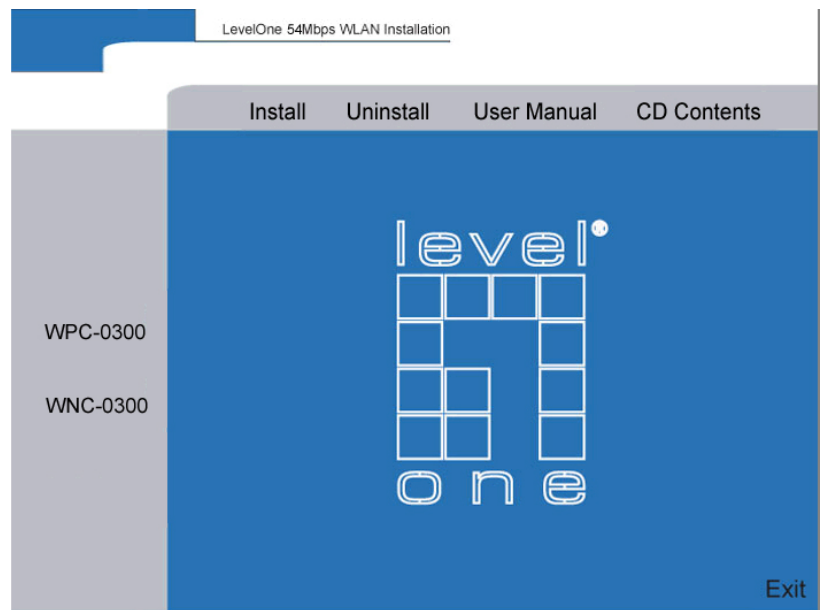 LevelOne 54Mbps WLAN Installation
Install Uninstall User Manual CD Contents
level®
WPC-0300
WNC-0300
one
Exit